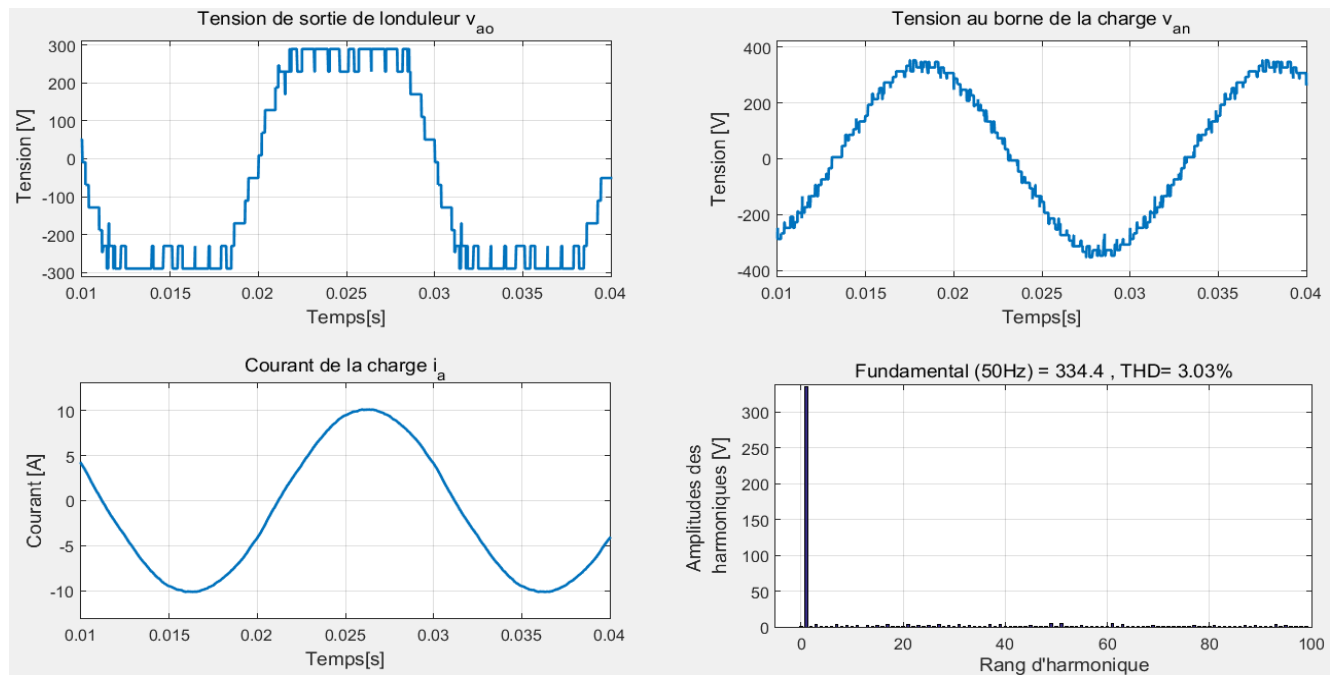 Tension de sortie de londuleur v_ao
Tension [V]
300
200
100
0
-100
-200
-300
0.01 0.015 0.02 0.025 0.03 0.035 0.04
Temps[s]
Tension au borne de la charge v_an
Tension [V]
400
200
0
-200
-400
0.01 0.015 0.02 0.025 0.03 0.035 0.04
Temps[s]
Courant de la charge i_a
Courant [A]
10
5
0
-5
-10
0.01 0.015 0.02 0.025 0.03 0.035 0.04
Temps[s]
Fundamental (50Hz) = 334.4 , THD= 3.03%
Amplitudes des
harmoniques [V]
300
250
200
150
100
50
0
0 20 40 60 80 100
Rang d'harmonique